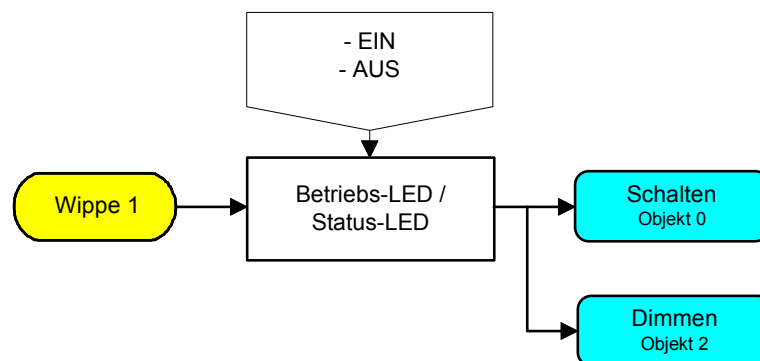 - EIN
- AUS
Wippe 1
Betriebs-LED /
Status-LED
Schalten
Objekt 0
Dimmen
Objekt 2